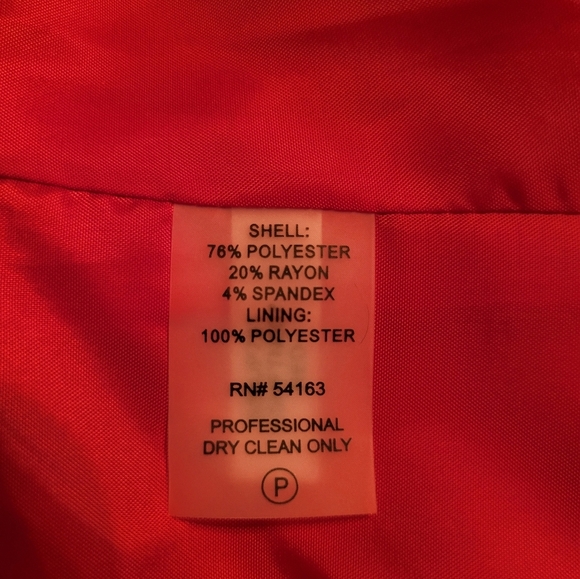 SHELL:
76% POLYESTER
20% RAYON
4% SPANDEX
LINING:
100% POLYESTER
RN# 54163
PROFESSIONAL
DRY CLEAN ONLY
P